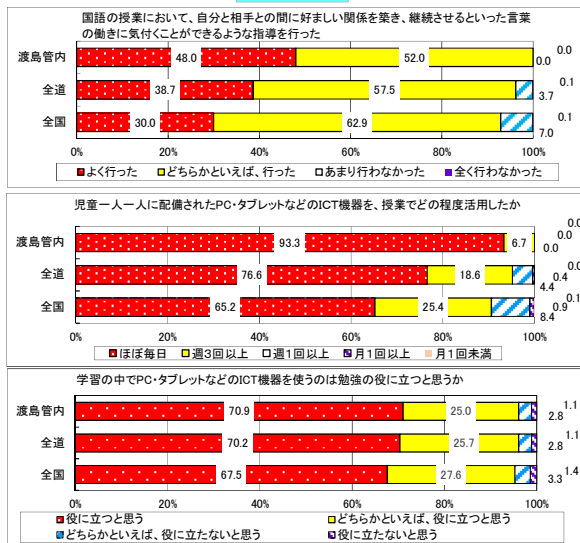 国語の授業において、自分と相手との間に好ましい関係を築き、継続させるといった言葉
の働きに気付くことができるような指導を行った
渡島管内 48.0 52.0 0.0 0.0
全道 38.7 57.5 3.7 0.1
全国 30.0 62.9 7.0 0.1
0% 20% 40% 60% 80% 100%
よく行った どちらかといえば、行った あまり行わなかった 全く行わなかった
児童一人一人に配備されたPC・タブレットなどのICT機器を、授業でどの程度活用したか
渡島管内 93.3 6.7 0.0 0.0 0.0
全道 76.6 18.6 4.4 0.4 0.0
全国 65.2 25.4 8.4 0.9 0.1
0% 20% 40% 60% 80% 100%
ほぼ毎日 週3回以上 週1回以上 月1回以上 月1回未満
学習の中でPC・タブレットなどのICT機器を使うのは勉強の役に立つと思うか
渡島管内 70.9 25.0 2.8 1.1
全道 70.2 25.7 2.8 1.1
全国 67.5 27.6 3.3 1.4
0% 20% 40% 60% 80% 100%
役に立つと思う どちらかといえば、役に立つと思う
どちらかといえば、役に立たないと思う 役に立たないと思う